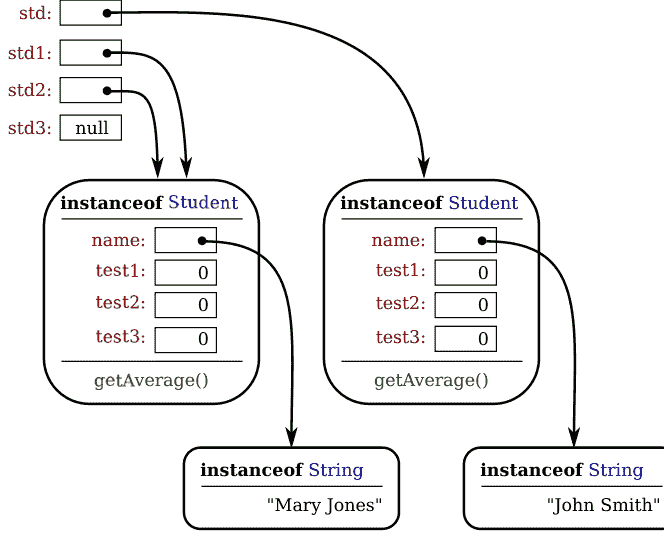 std:
std1:
std2:
std3: null
instanceof Student
name:
test1: 0
test2: 0
test3: 0
getAverage()
instanceof Student
name:
test1: 0
test2: 0
test3: 0
getAverage()
instanceof String
"Mary Jones"
instanceof String
"John Smith"